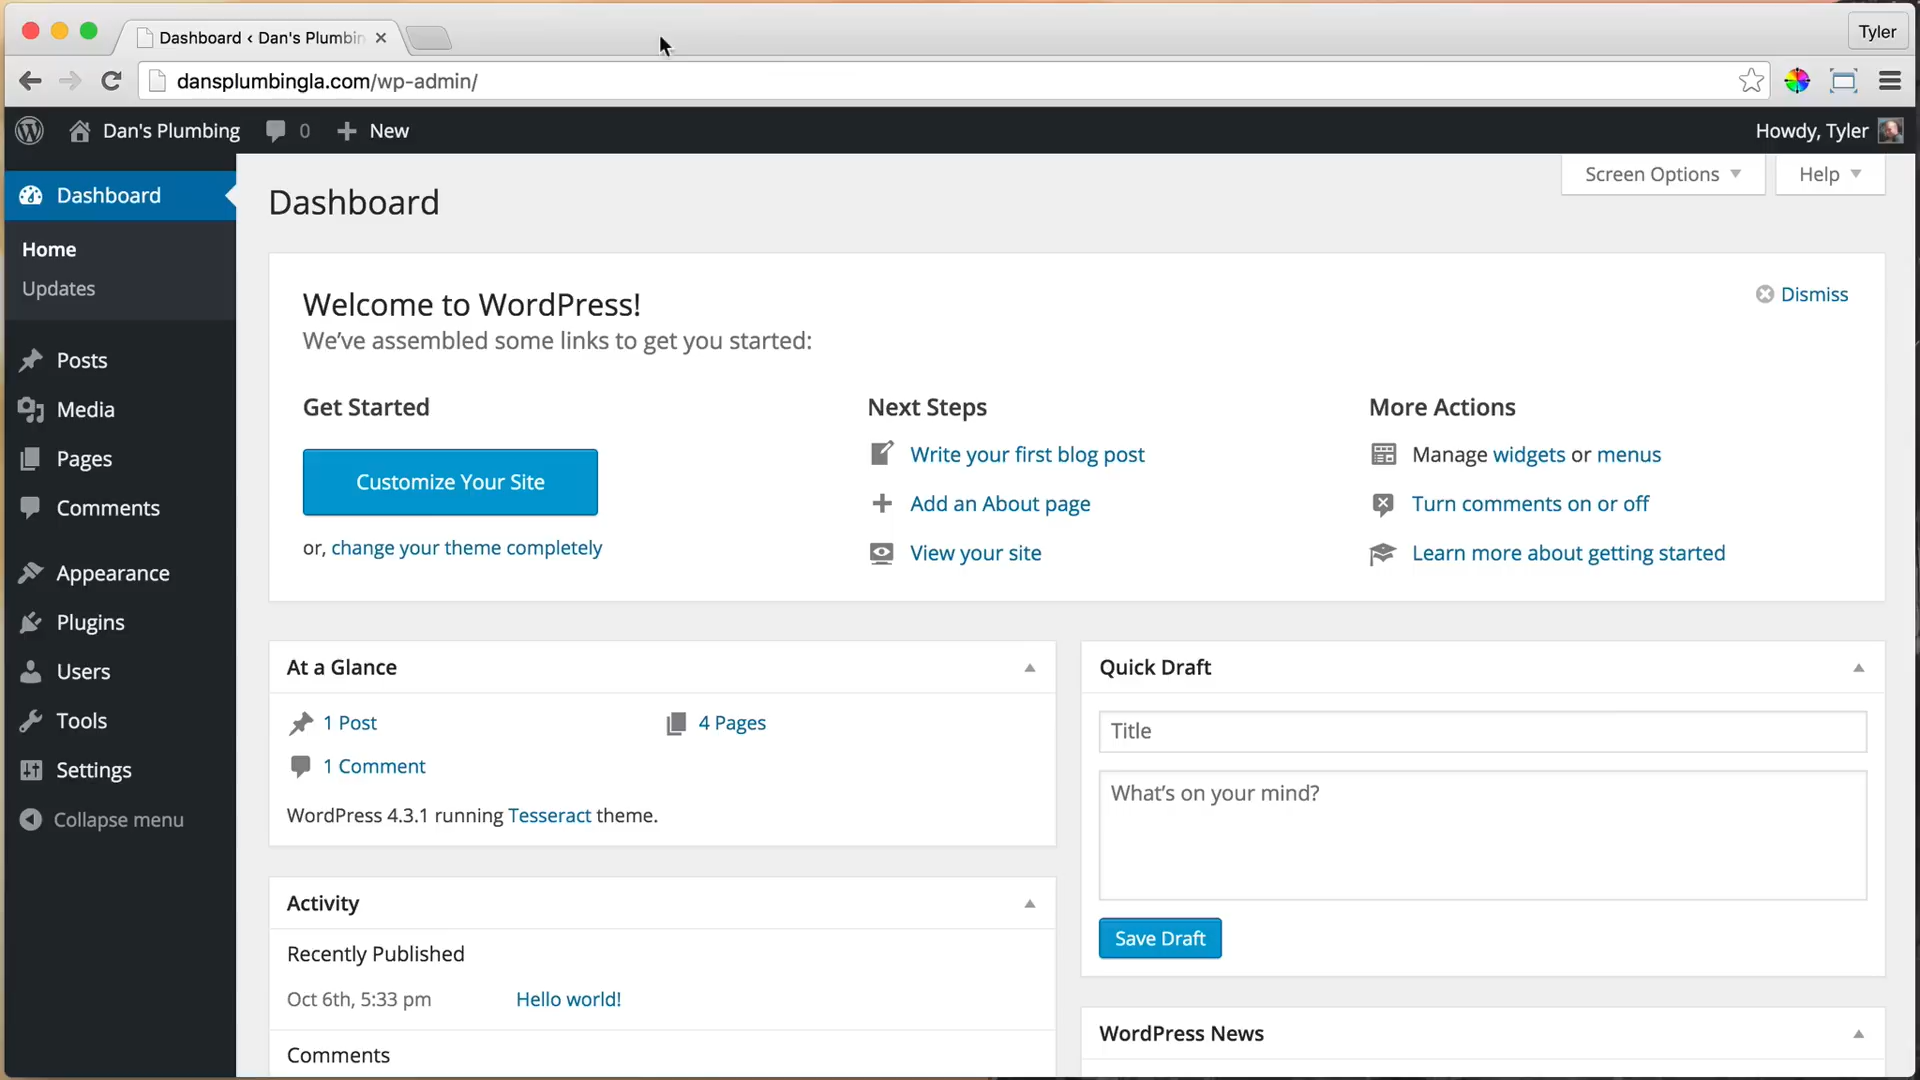 Dashboard ‹ Dan's Plumbin
Tyler
dansplumbingla.com/wp-admin/
Dan's Plumbing
0
New
Howdy, Tyler
Dashboard
Home
Updates
Posts
Media
Pages
Comments
Appearance
Plugins
Users
Tools
Settings
Collapse menu
Dashboard
Screen Options
Help
Welcome to WordPress!
We've assembled some links to get you started:
Dismiss
Get Started
Customize Your Site
or, change your theme completely
Next Steps
Write your first blog post
Add an About page
View your site
More Actions
Manage widgets or menus
Turn comments on or off
Learn more about getting started
At a Glance
1 Post
4 Pages
1 Comment
WordPress 4.3.1 running Tesseract theme.
Activity
Recently Published
Oct 6th, 5:33 pm
Hello world!
Comments
Quick Draft
Title
What's on your mind?
Save Draft
WordPress News